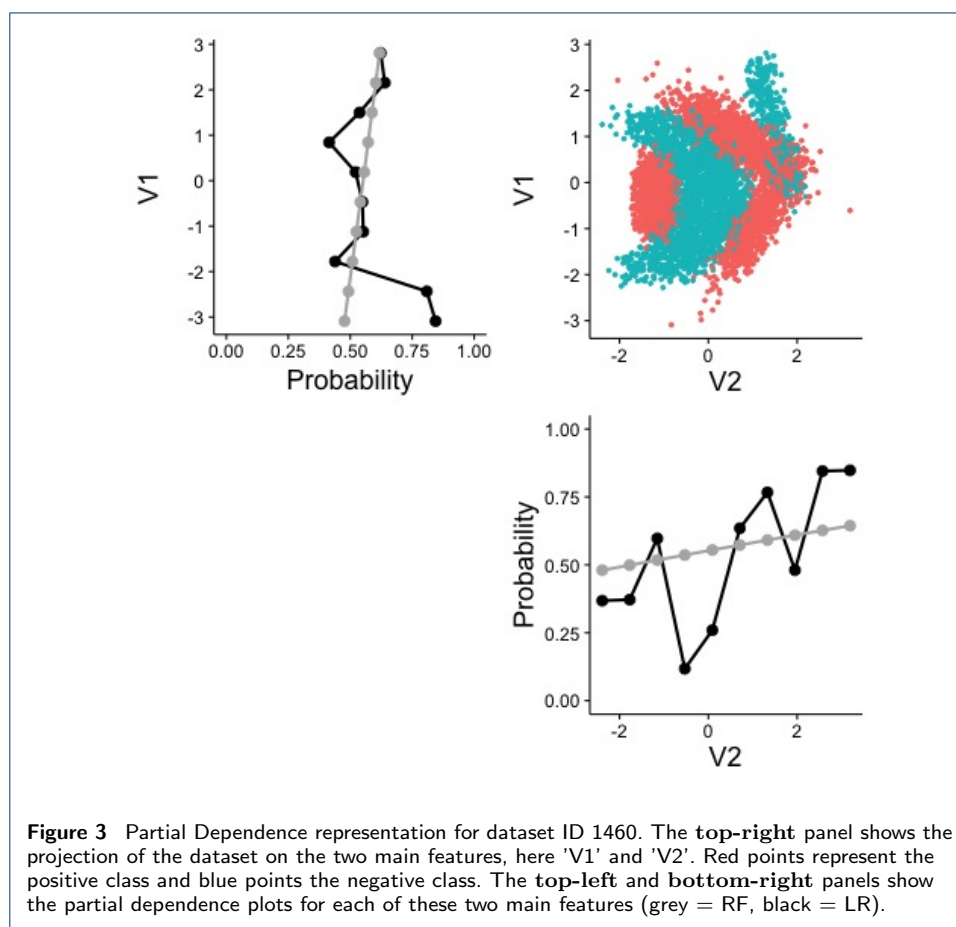 3
2
1
0
-1
-2
-3
V1
0.00 0.25 0.50 0.75 1.00
Probability
3
2
1
0
-1
-2
-3
V1
-2 0 2
V2
1.00
0.75
0.50
0.25
0.00
Probability
-2 0 2
V2
Figure 3 Partial Dependence representation for dataset ID 1460. The top-right panel shows the
projection of the dataset on the two main features, here 'V1' and 'V2'. Red points represent the
positive class and blue points the negative class. The top-left and bottom-right panels show
the partial dependence plots for each of these two main features (grey = RF, black = LR).